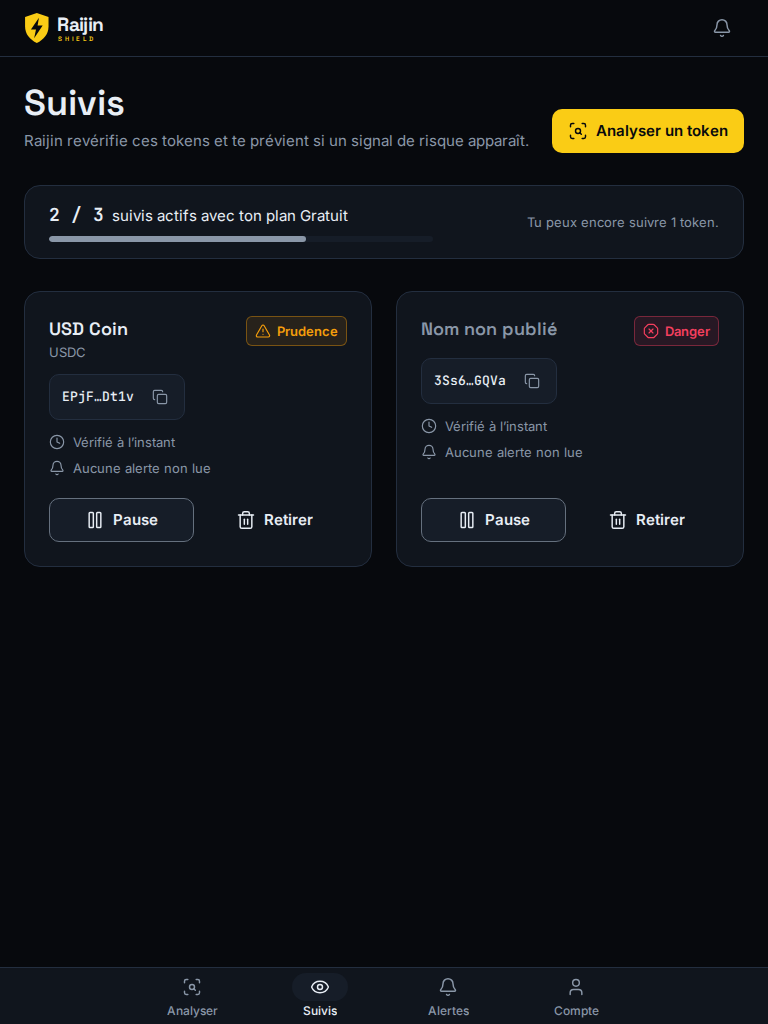 Raijin
SHIELD
Suivis
Raijin revérifie ces tokens et te prévient si un signal de risque apparaît.
Analyser un token
2 / 3 suivis actifs avec ton plan Gratuit
Tu peux encore suivre 1 token.
USD Coin
Prudence
USDC
EPjF…Dt1v
Vérifié à l’instant
Aucune alerte non lue
Pause
Retirer
Nom non publié
Danger
3Ss6…GQVa
Vérifié à l’instant
Aucune alerte non lue
Pause
Retirer
Analyser
Suivis
Alertes
Compte